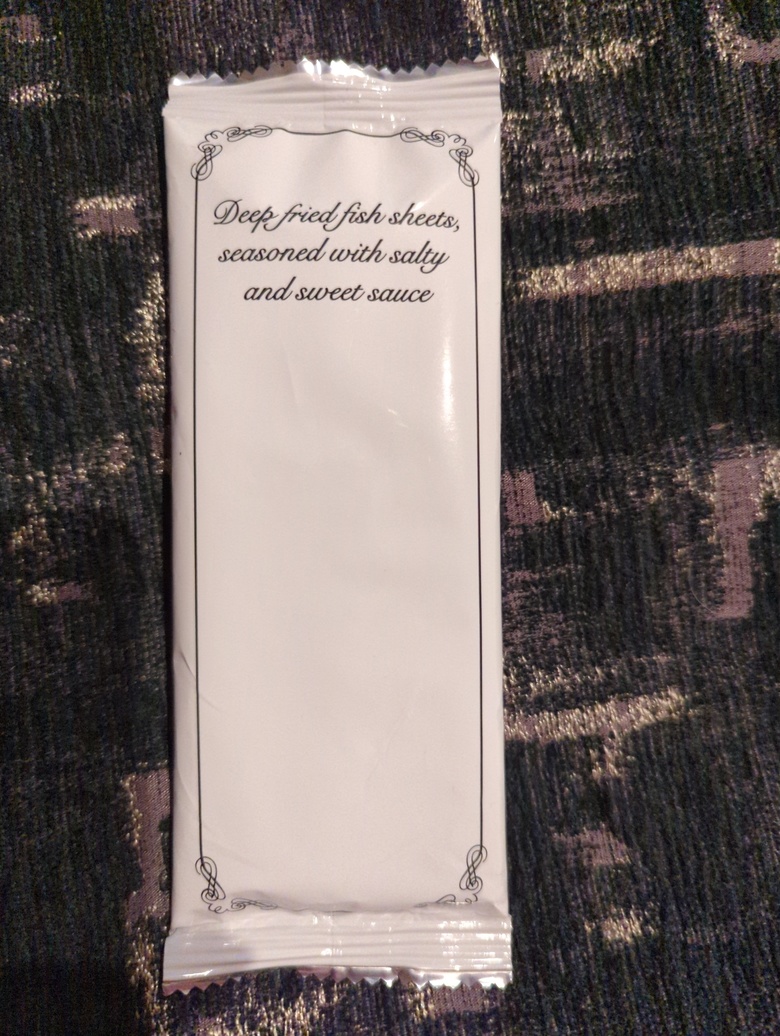 Deep fried fish sheets,
seasoned with salty
and sweet sauce